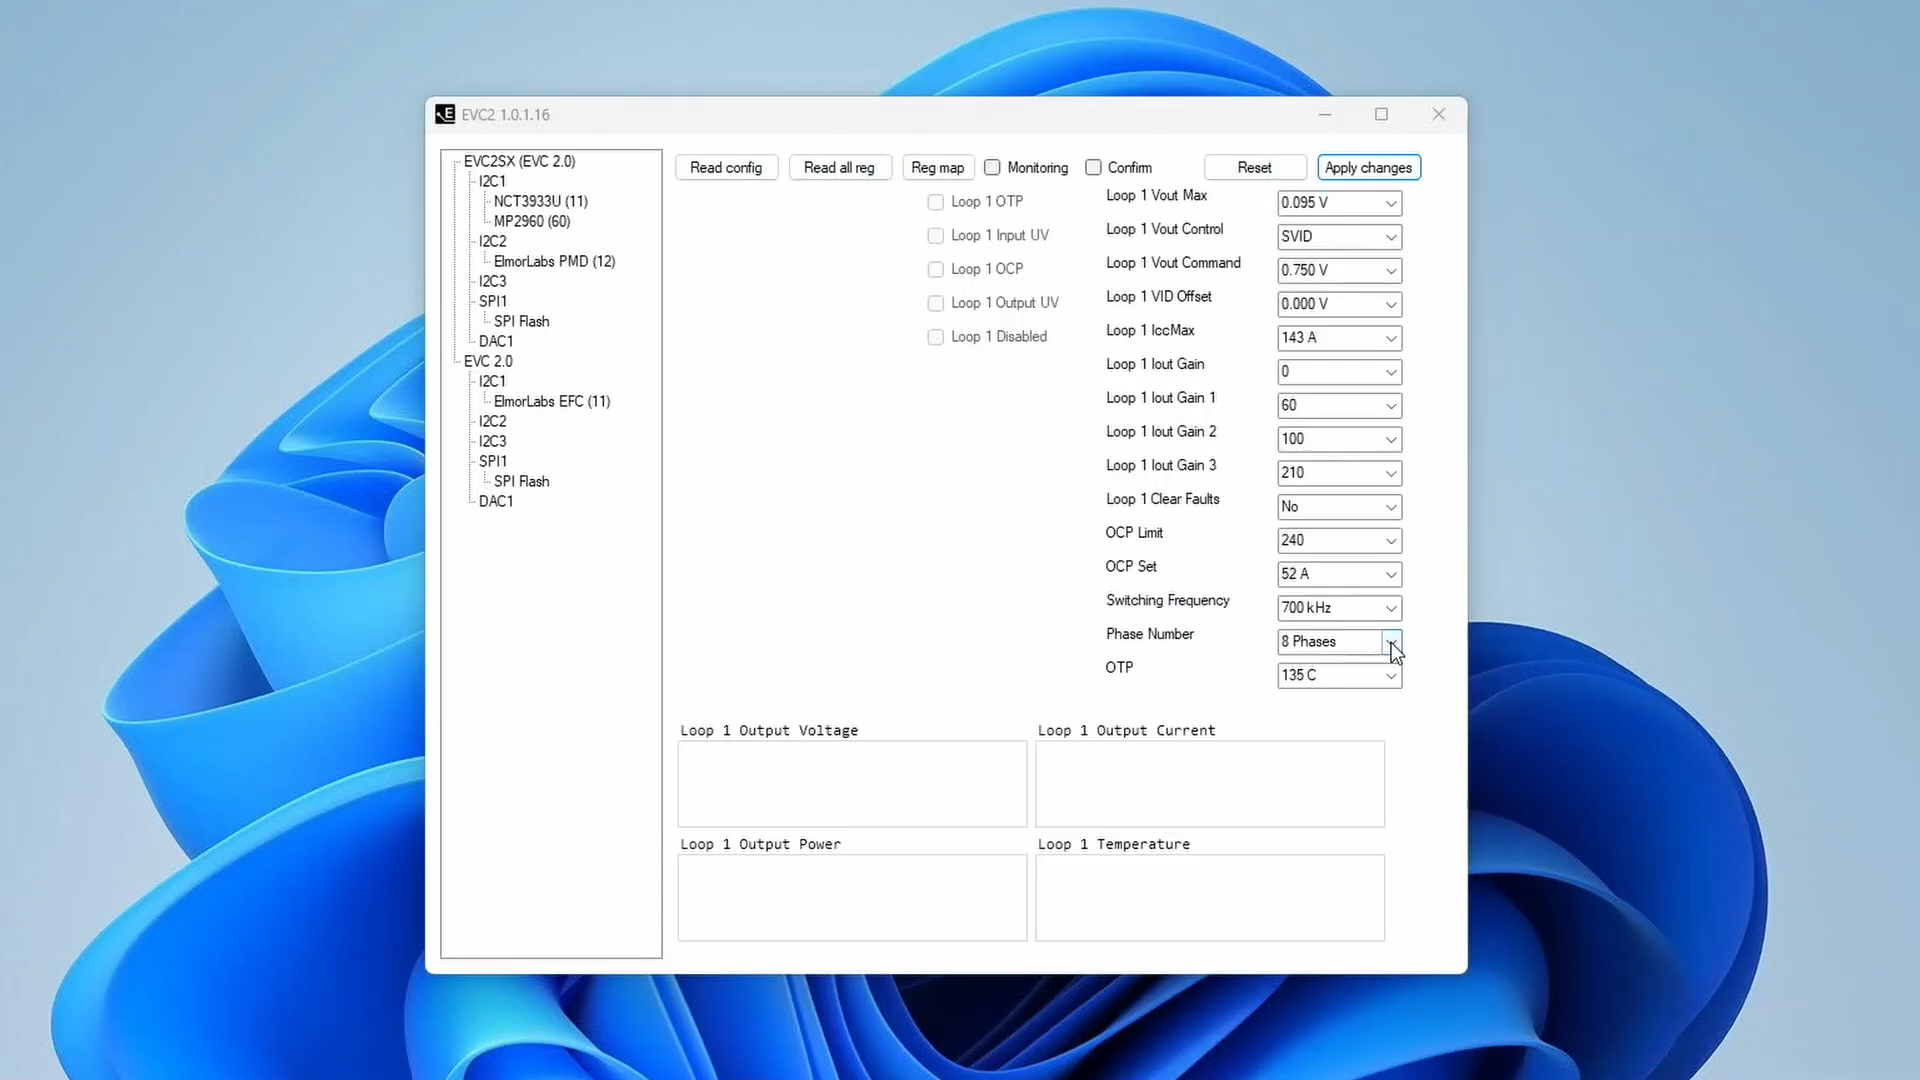 EVC2 1.0.1.16
EVC2SX (EVC 2.0)
I2C1
NCT3933U (11)
MP2960 (60)
I2C2
ElmorLabs PMD (12)
I2C3
SPI1
SPI Flash
DAC1
EVC 2.0
I2C1
ElmorLabs EFC (11)
I2C2
I2C3
SPI1
SPI Flash
DAC1
Read config Read all reg Reg map Monitoring Confirm Reset Apply changes
Loop 1 OTP
Loop 1 Input UV
Loop 1 OCP
Loop 1 Output UV
Loop 1 Disabled
Loop 1 Vout Max 0.095 V
Loop 1 Vout Control SVID
Loop 1 Vout Command 0.750 V
Loop 1 VID Offset 0.000 V
Loop 1 IccMax 143 A
Loop 1 Iout Gain 0
Loop 1 Iout Gain 1 60
Loop 1 Iout Gain 2 100
Loop 1 Iout Gain 3 210
Loop 1 Clear Faults No
OCP Limit 240
OCP Set 52 A
Switching Frequency 700 kHz
Phase Number 8 Phases
OTP 135 C
Loop 1 Output Voltage
Loop 1 Output Current
Loop 1 Output Power
Loop 1 Temperature